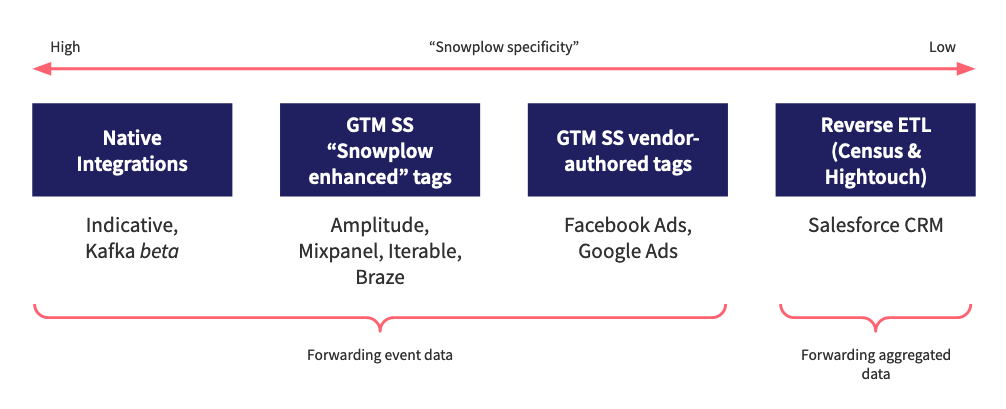 High
“Snowplow specificity”
Low
Native
Integrations
GTM SS
“Snowplow
enhanced” tags
GTM SS vendor-
authored tags
Reverse ETL
(Census &
Hightouch)
Indicative,
Kafka beta
Amplitude,
Mixpanel, Iterable,
Braze
Facebook Ads,
Google Ads
Salesforce CRM
Forwarding event data
Forwarding aggregated
data